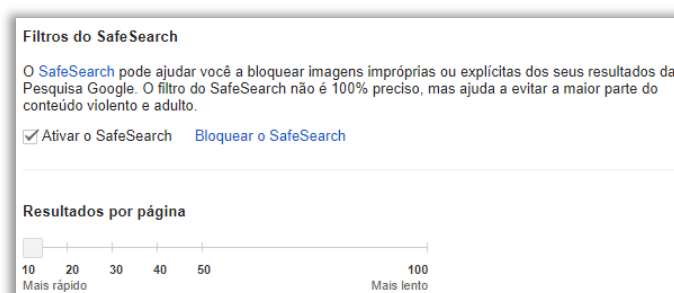 Filtros do SafeSearch
O SafeSearch pode ajudar você a bloquear imagens impróprias ou explícitas dos seus resultados da
Pesquisa Google. O filtro do SafeSearch não é 100% preciso, mas ajuda a evitar a maior parte do
conteúdo violento e adulto.
Ativar o SafeSearch Bloquear o SafeSearch
Resultados por página
10 20 30 40 50 100
Mais rápido Mais lento